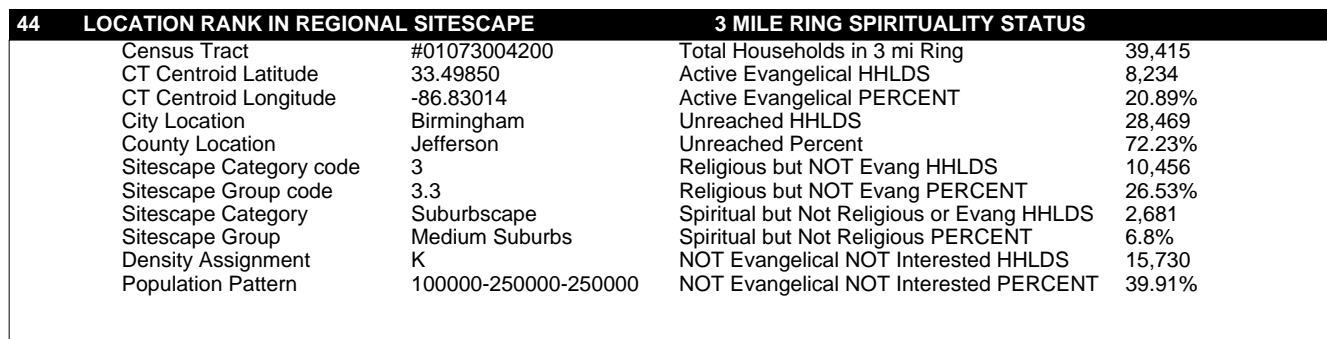 44 LOCATION RANK IN REGIONAL SITESCAPE 3 MILE RING SPIRITUALITY STATUS
Census Tract #01073004200 Total Households in 3 mi Ring 39,415
CT Centroid Latitude 33.49850 Active Evangelical HHLDS 8,234
CT Centroid Longitude -86.83014 Active Evangelical PERCENT 20.89%
City Location Birmingham Unreached HHLDS 28,469
County Location Jefferson Unreached Percent 72.23%
Sitescape Category code 3 Religious but NOT Evang HHLDS 10,456
Sitescape Group code 3.3 Religious but NOT Evang PERCENT 26.53%
Sitescape Category Suburbscape Spiritual but Not Religious or Evang HHLDS 2,681
Sitescape Group Medium Suburbs Spiritual but Not Religious PERCENT 6.8%
Density Assignment K NOT Evangelical NOT Interested HHLDS 15,730
Population Pattern 100000-250000-250000 NOT Evangelical NOT Interested PERCENT 39.91%